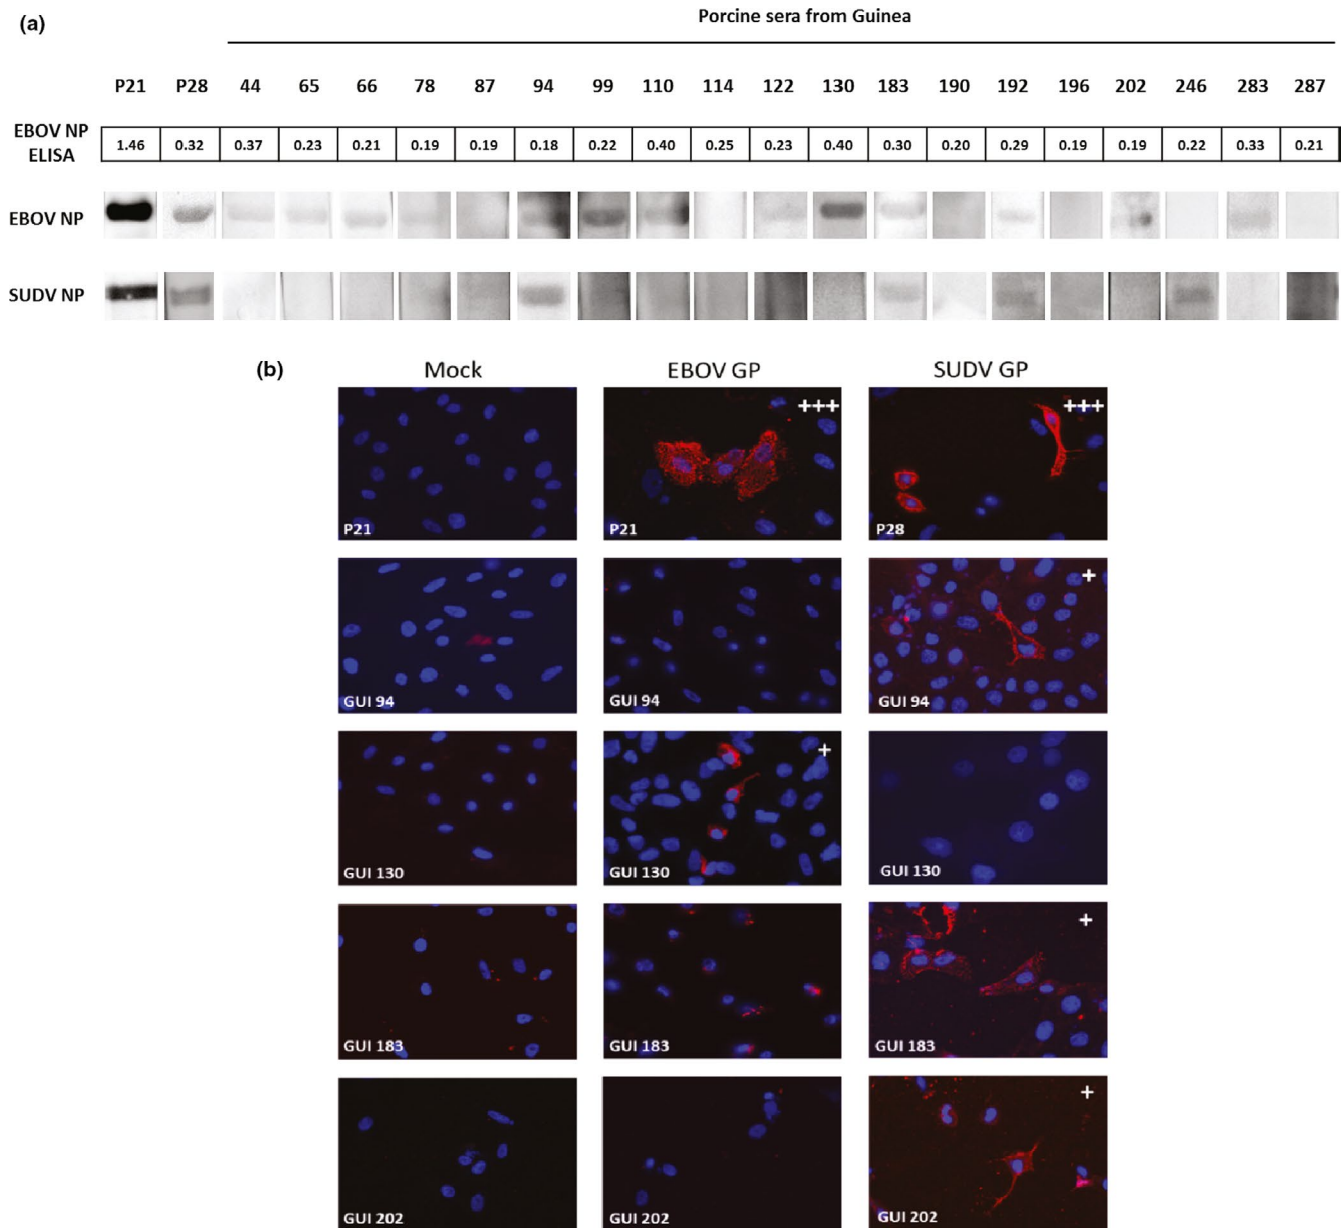 (a)
Porcine sera from Guinea
P21 P28 44 65 66 78 87 94 99 110 114 122 130 183 190 192 196 202 246 283 287
EBOV NP
ELISA
1.46 0.32 0.37 0.23 0.21 0.19 0.19 0.18 0.22 0.40 0.25 0.23 0.40 0.30 0.20 0.29 0.19 0.19 0.22 0.33 0.21
EBOV NP
SUDV NP
(b)
Mock EBOV GP SUDV GP
+++ +++
P21 P21 P28
+
GUI 94 GUI 94 GUI 94
+
GUI 130 GUI 130 GUI 130
+
GUI 183 GUI 183 GUI 183
+
GUI 202 GUI 202 GUI 202